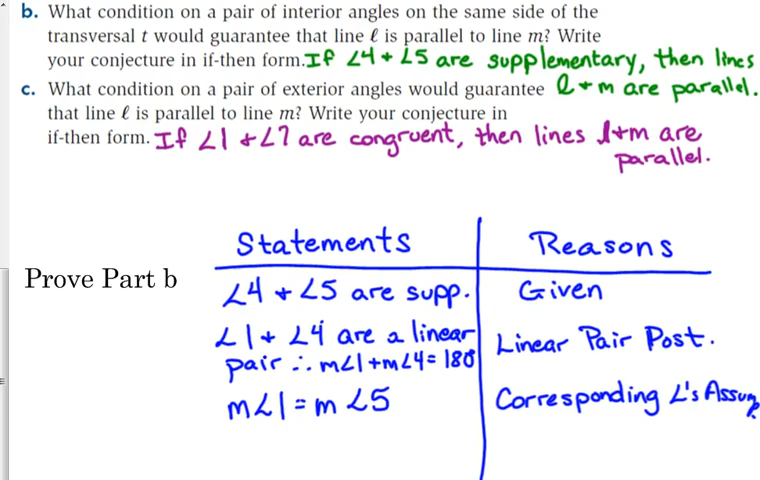 b. What condition on a pair of interior angles on the same side of the
transversal t would guarantee that line ℓ is parallel to line m? Write
your conjecture in if-then form. If ∠4 + ∠5 are supplementary, then lines
l + m are parallel.
c. What condition on a pair of exterior angles would guarantee
that line ℓ is parallel to line m? Write your conjecture in
if-then form. If ∠1 + ∠7 are congruent, then lines l + m are
parallel.
Statements Reasons
Prove Part b
∠4 + ∠5 are supp. Given
∠1 + ∠4 are a linear
pair ∴ m∠1 + m∠4 = 180 Linear Pair Post.
m∠1 = m∠5 Corresponding ∠'s Assump